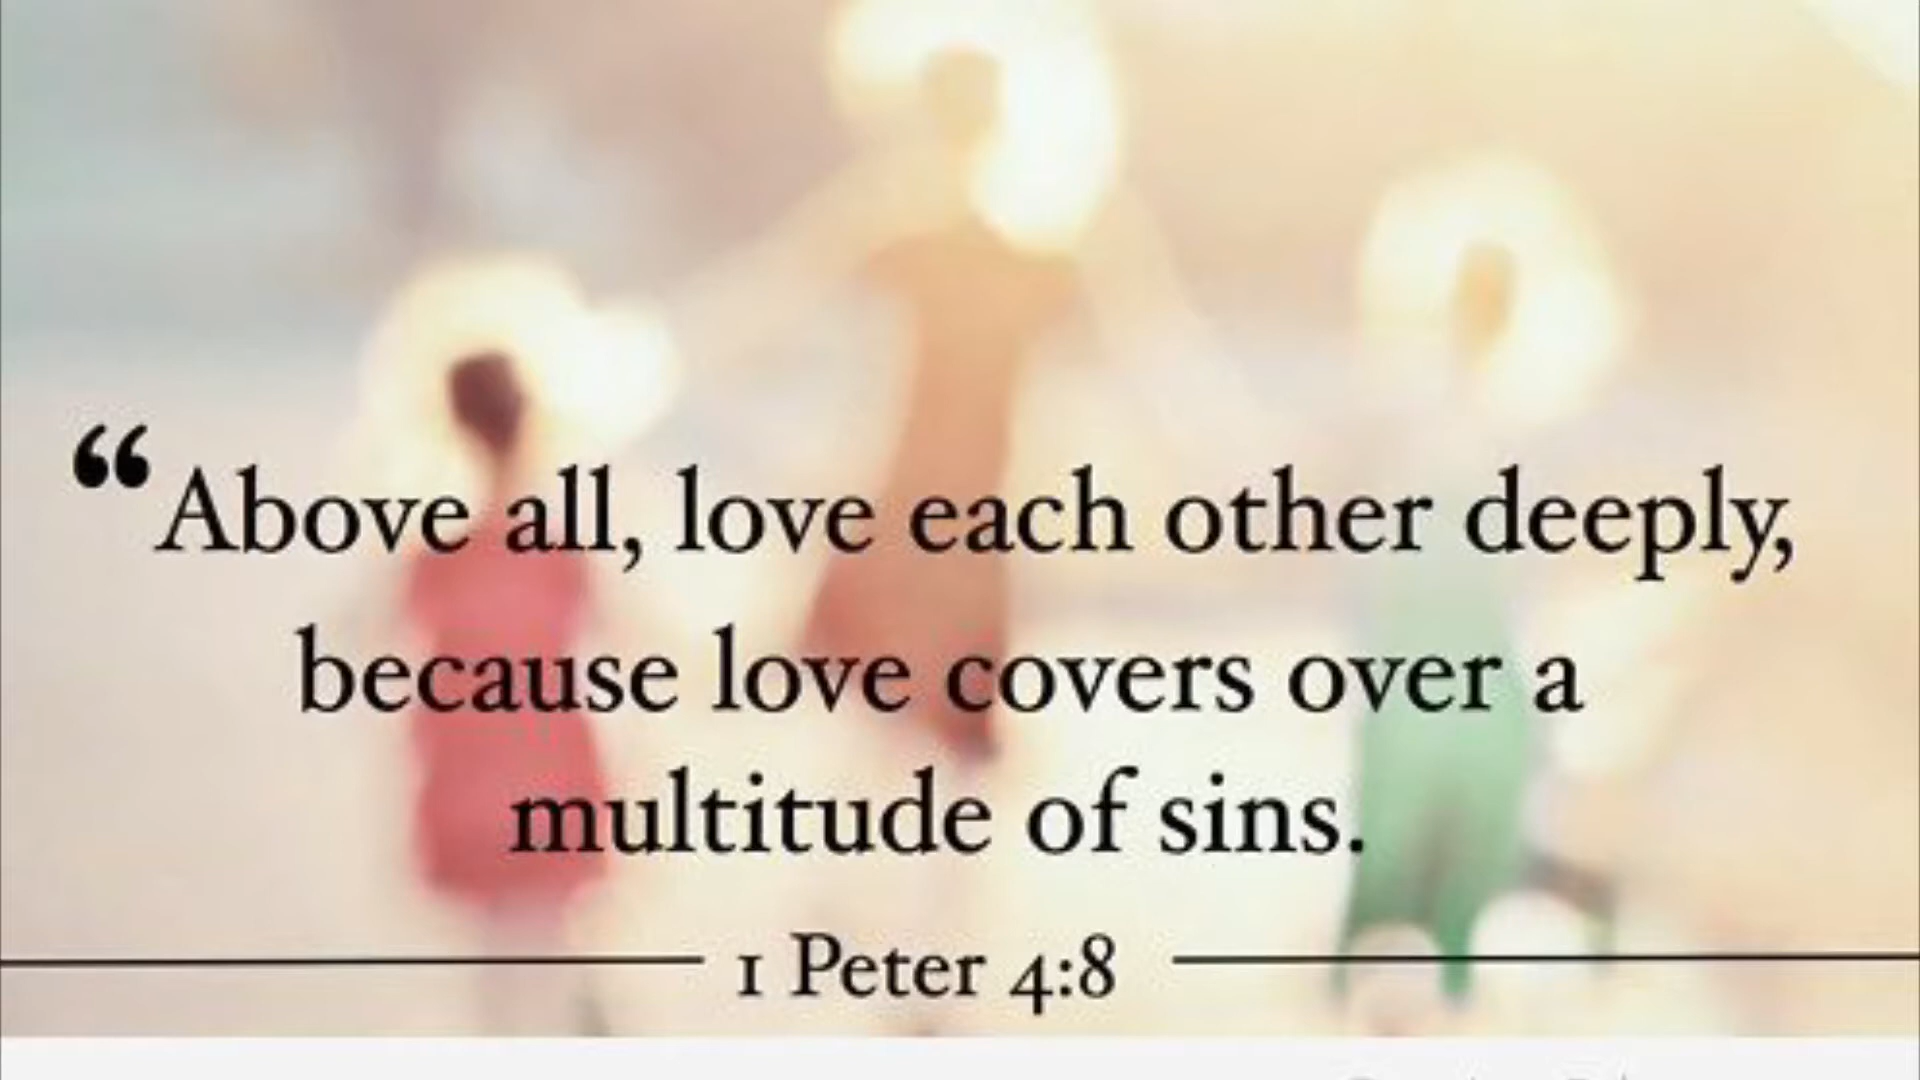 “Above all, love each other deeply,
because love covers over a
multitude of sins.
1 Peter 4:8